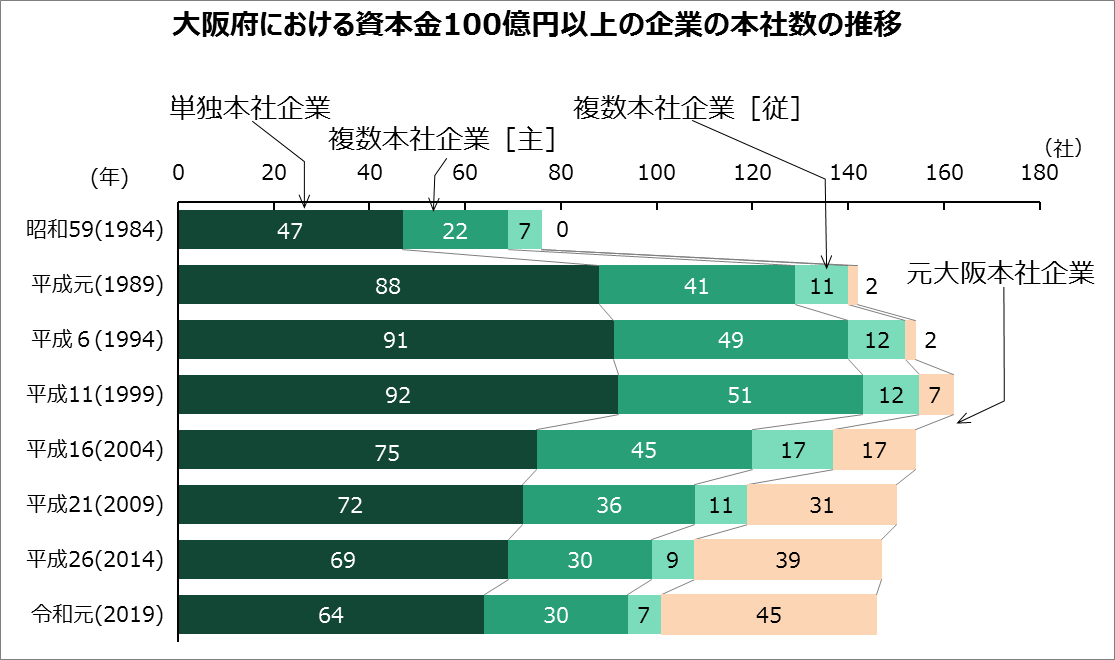 大阪府における資本金100億円以上の企業の本社数の推移
単独本社企業
複数本社企業［主］
複数本社企業［従］
(社)
(年)
0 20 40 60 80 100 120 140 160 180
昭和59(1984) 47 22 7 0
平成元(1989) 88 41 11 2
元大阪本社企業
平成６(1994) 91 49 12 2
平成11(1999) 92 51 12 7
平成16(2004) 75 45 17 17
平成21(2009) 72 36 11 31
平成26(2014) 69 30 9 39
令和元(2019) 64 30 7 45